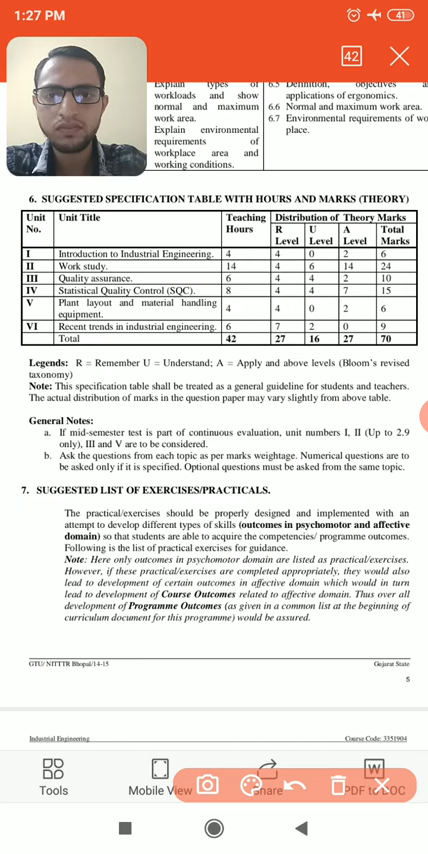 1:27 PM
41
42
Explain types of
workloads and show
normal and maximum
work area.
Explain environmental
requirements of
workplace area and
working conditions.
6.5 Definition, objectives
applications of ergonomics.
6.6 Normal and maximum work area.
6.7 Environmental requirements of wo
place.
6. SUGGESTED SPECIFICATION TABLE WITH HOURS AND MARKS (THEORY)
Unit No. Unit Title Teaching Hours Distribution of Theory Marks
R Level U Level A Level Total Marks
I Introduction to Industrial Engineering. 4 4 0 2 6
II Work study. 14 4 6 14 24
III Quality assurance. 6 4 4 2 10
IV Statistical Quality Control (SQC). 8 4 4 7 15
V Plant layout and material handling equipment. 4 4 0 2 6
VI Recent trends in industrial engineering. 6 7 2 0 9
Total 42 27 16 27 70
Legends: R = Remember U = Understand; A = Apply and above levels (Bloom's revised
taxonomy)
Note: This specification table shall be treated as a general guideline for students and teachers.
The actual distribution of marks in the question paper may vary slightly from above table.
General Notes:
a. If mid-semester test is part of continuous evaluation, unit numbers I, II (Up to 2.9
only), III and V are to be considered.
b. Ask the questions from each topic as per marks weightage. Numerical questions are to
be asked only if it is specified. Optional questions must be asked from the same topic.
7. SUGGESTED LIST OF EXERCISES/PRACTICALS.
The practical/exercises should be properly designed and implemented with an
attempt to develop different types of skills (outcomes in psychomotor and affective
domain) so that students are able to acquire the competencies/ programme outcomes.
Following is the list of practical exercises for guidance.
Note: Here only outcomes in psychomotor domain are listed as practical/exercises.
However, if these practical/exercises are completed appropriately, they would also
lead to development of certain outcomes in affective domain which would in turn
lead to development of Course Outcomes related to affective domain. Thus over all
development of Programme Outcomes (as given in a common list at the beginning of
curriculum document for this programme) would be assured.
GTU/ NITTTR Bhopal/14-15 Gujarat State
5
Industrial Engineering Course Code: 3351904
Tools Mobile View Share PDF to DOC